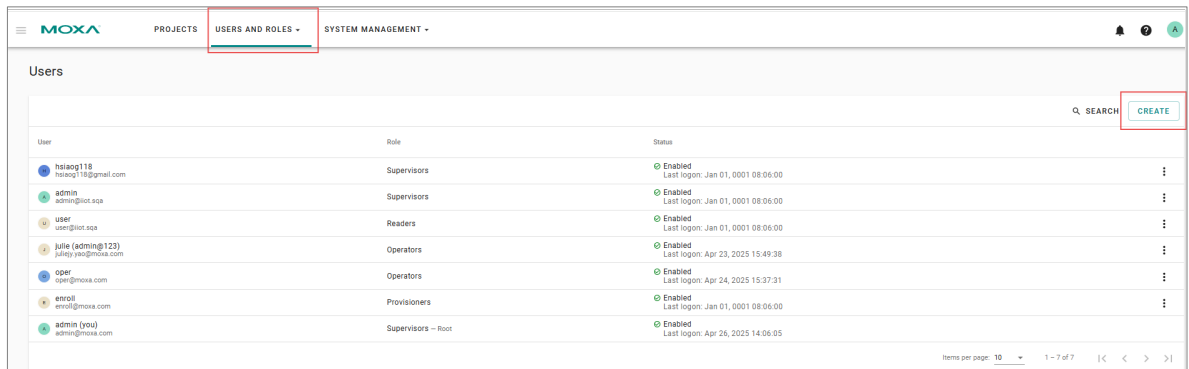 MOXA PROJECTS USERS AND ROLES SYSTEM MANAGEMENT A
Users
SEARCH CREATE
User Role Status
H hsiaog118 Supervisors Enabled
hsiaog118@gmail.com Last logon: Jan 01, 0001 08:06:00
A admin Supervisors Enabled
admin@iiot.sqa Last logon: Jan 01, 0001 08:06:00
U user Readers Enabled
user@iiot.sqa Last logon: Jan 01, 0001 08:06:00
J julie (admin@123) Operators Enabled
juliejy.yao@moxa.com Last logon: Apr 23, 2025 15:49:38
O oper Operators Enabled
oper@moxa.com Last logon: Apr 24, 2025 15:37:31
E enroll Provisioners Enabled
enroll@moxa.com Last logon: Jan 01, 0001 08:06:00
A admin (you) Supervisors – Root Enabled
admin@moxa.com Last logon: Apr 26, 2025 14:06:05
Items per page: 10 1 – 7 of 7